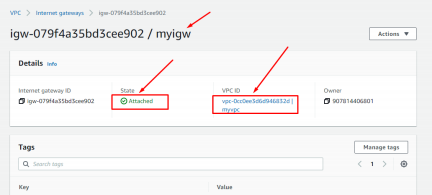 VPC > Internet gateways > igw-079f4a35bd3cee902
igw-079f4a35bd3cee902 / myigw
Actions
Details Info
Internet gateway ID
igw-079f4a35bd3cee902
State
Attached
VPC ID
vpc-0cc0ee3d6d946832d |
myvpc
Owner
907814406801
Tags
Manage tags
Search tags
1
Key
Value